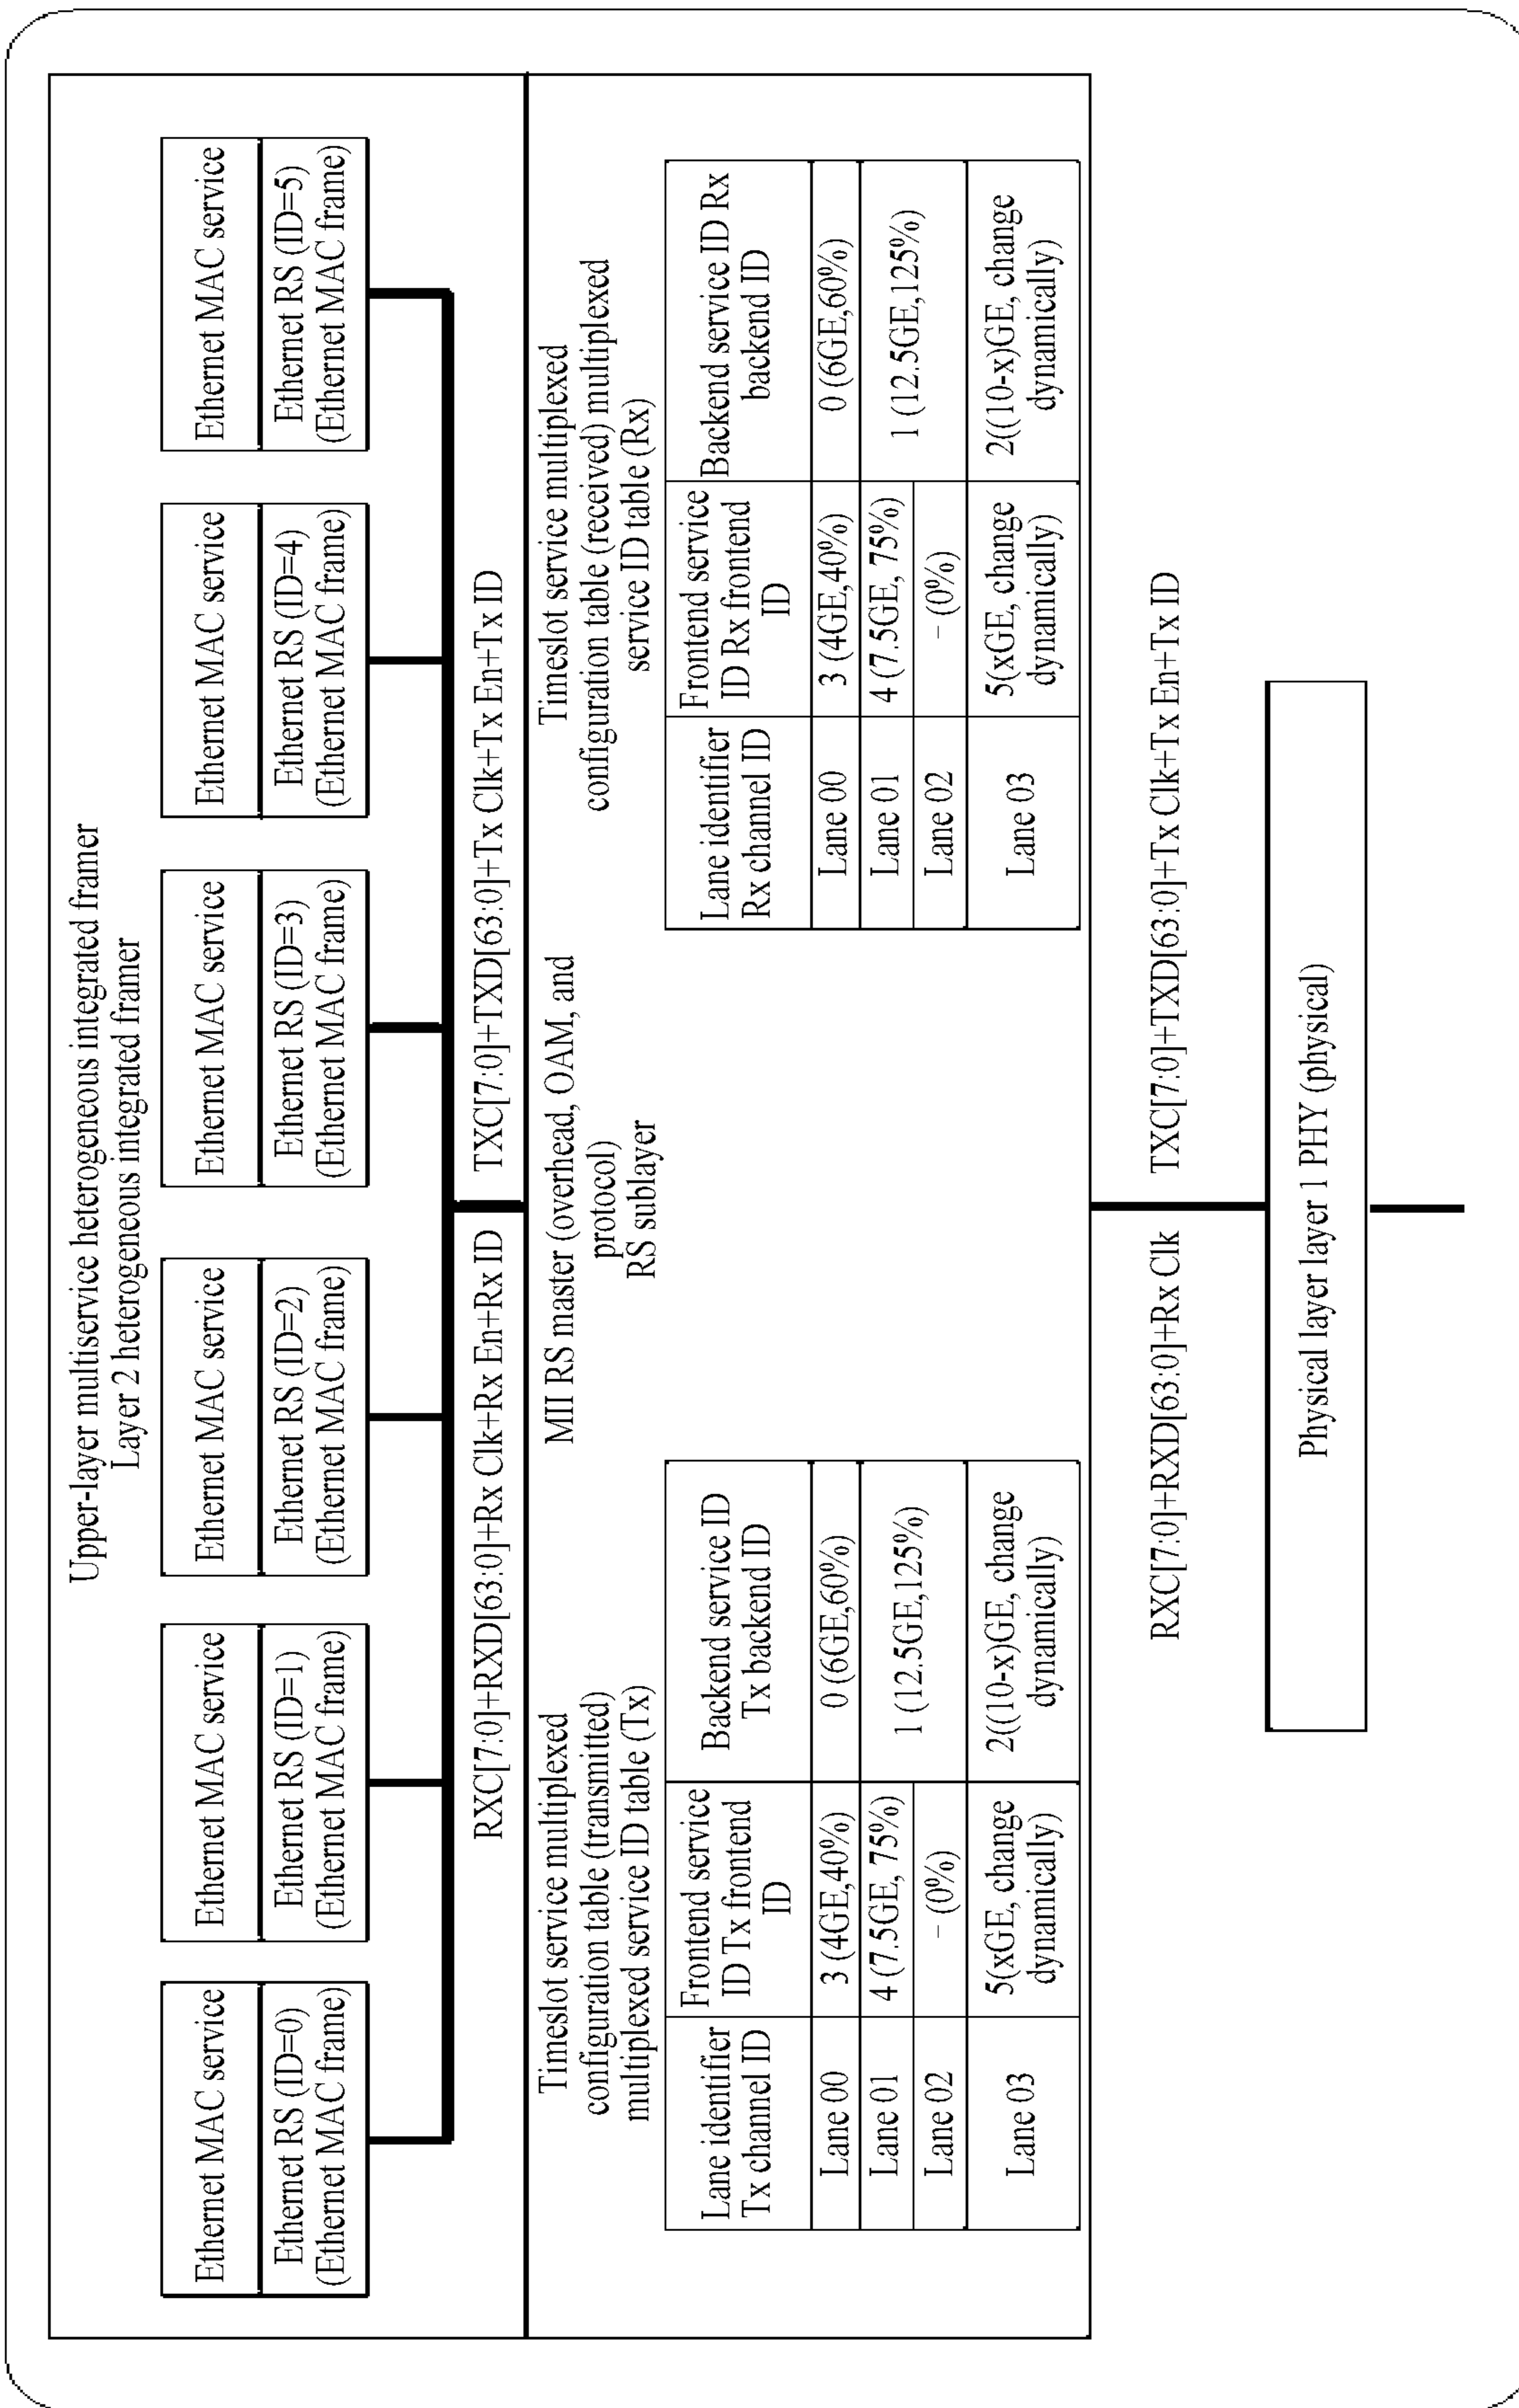 Upper-layer multiservice heterogeneous integrated framer
Layer 2 heterogeneous integrated framer
Ethernet MAC service
Ethernet RS (ID=0)
(Ethernet MAC frame)
Ethernet MAC service
Ethernet RS (ID=1)
(Ethernet MAC frame)
Ethernet MAC service
Ethernet RS (ID=2)
(Ethernet MAC frame)
Ethernet MAC service
Ethernet RS (ID=3)
(Ethernet MAC frame)
Ethernet MAC service
Ethernet RS (ID=4)
(Ethernet MAC frame)
Ethernet MAC service
Ethernet RS (ID=5)
(Ethernet MAC frame)
RXC[7:0]+RXD[63:0]+Rx Clk+Rx En+Rx ID
TXC[7:0]+TXD[63:0]+Tx Clk+Tx En+Tx ID
Timeslot service multiplexed
configuration table (transmitted)
multiplexed service ID table (Tx)
Lane identifier
Tx channel ID
Frontend service
ID Tx frontend
ID
Backend service ID
Tx backend ID
Lane 00
3 (4GE,40%)
0 (6GE,60%)
Lane 01
4 (7.5GE, 75%)
1 (12.5GE,125%)
Lane 02
– (0%)
Lane 03
5(xGE, change
dynamically)
2((10-x)GE, change
dynamically)
MII RS master (overhead, OAM, and
protocol)
RS sublayer
Timeslot service multiplexed
configuration table (received) multiplexed
service ID table (Rx)
Lane identifier
Rx channel ID
Frontend service
ID Rx frontend
ID
Backend service ID Rx
backend ID
Lane 00
3 (4GE,40%)
0 (6GE,60%)
Lane 01
4 (7.5GE, 75%)
1 (12.5GE,125%)
Lane 02
– (0%)
Lane 03
5(xGE, change
dynamically)
2((10-x)GE, change
dynamically)
RXC[7:0]+RXD[63:0]+Rx Clk
TXC[7:0]+TXD[63:0]+Tx Clk+Tx En+Tx ID
Physical layer layer 1 PHY (physical)